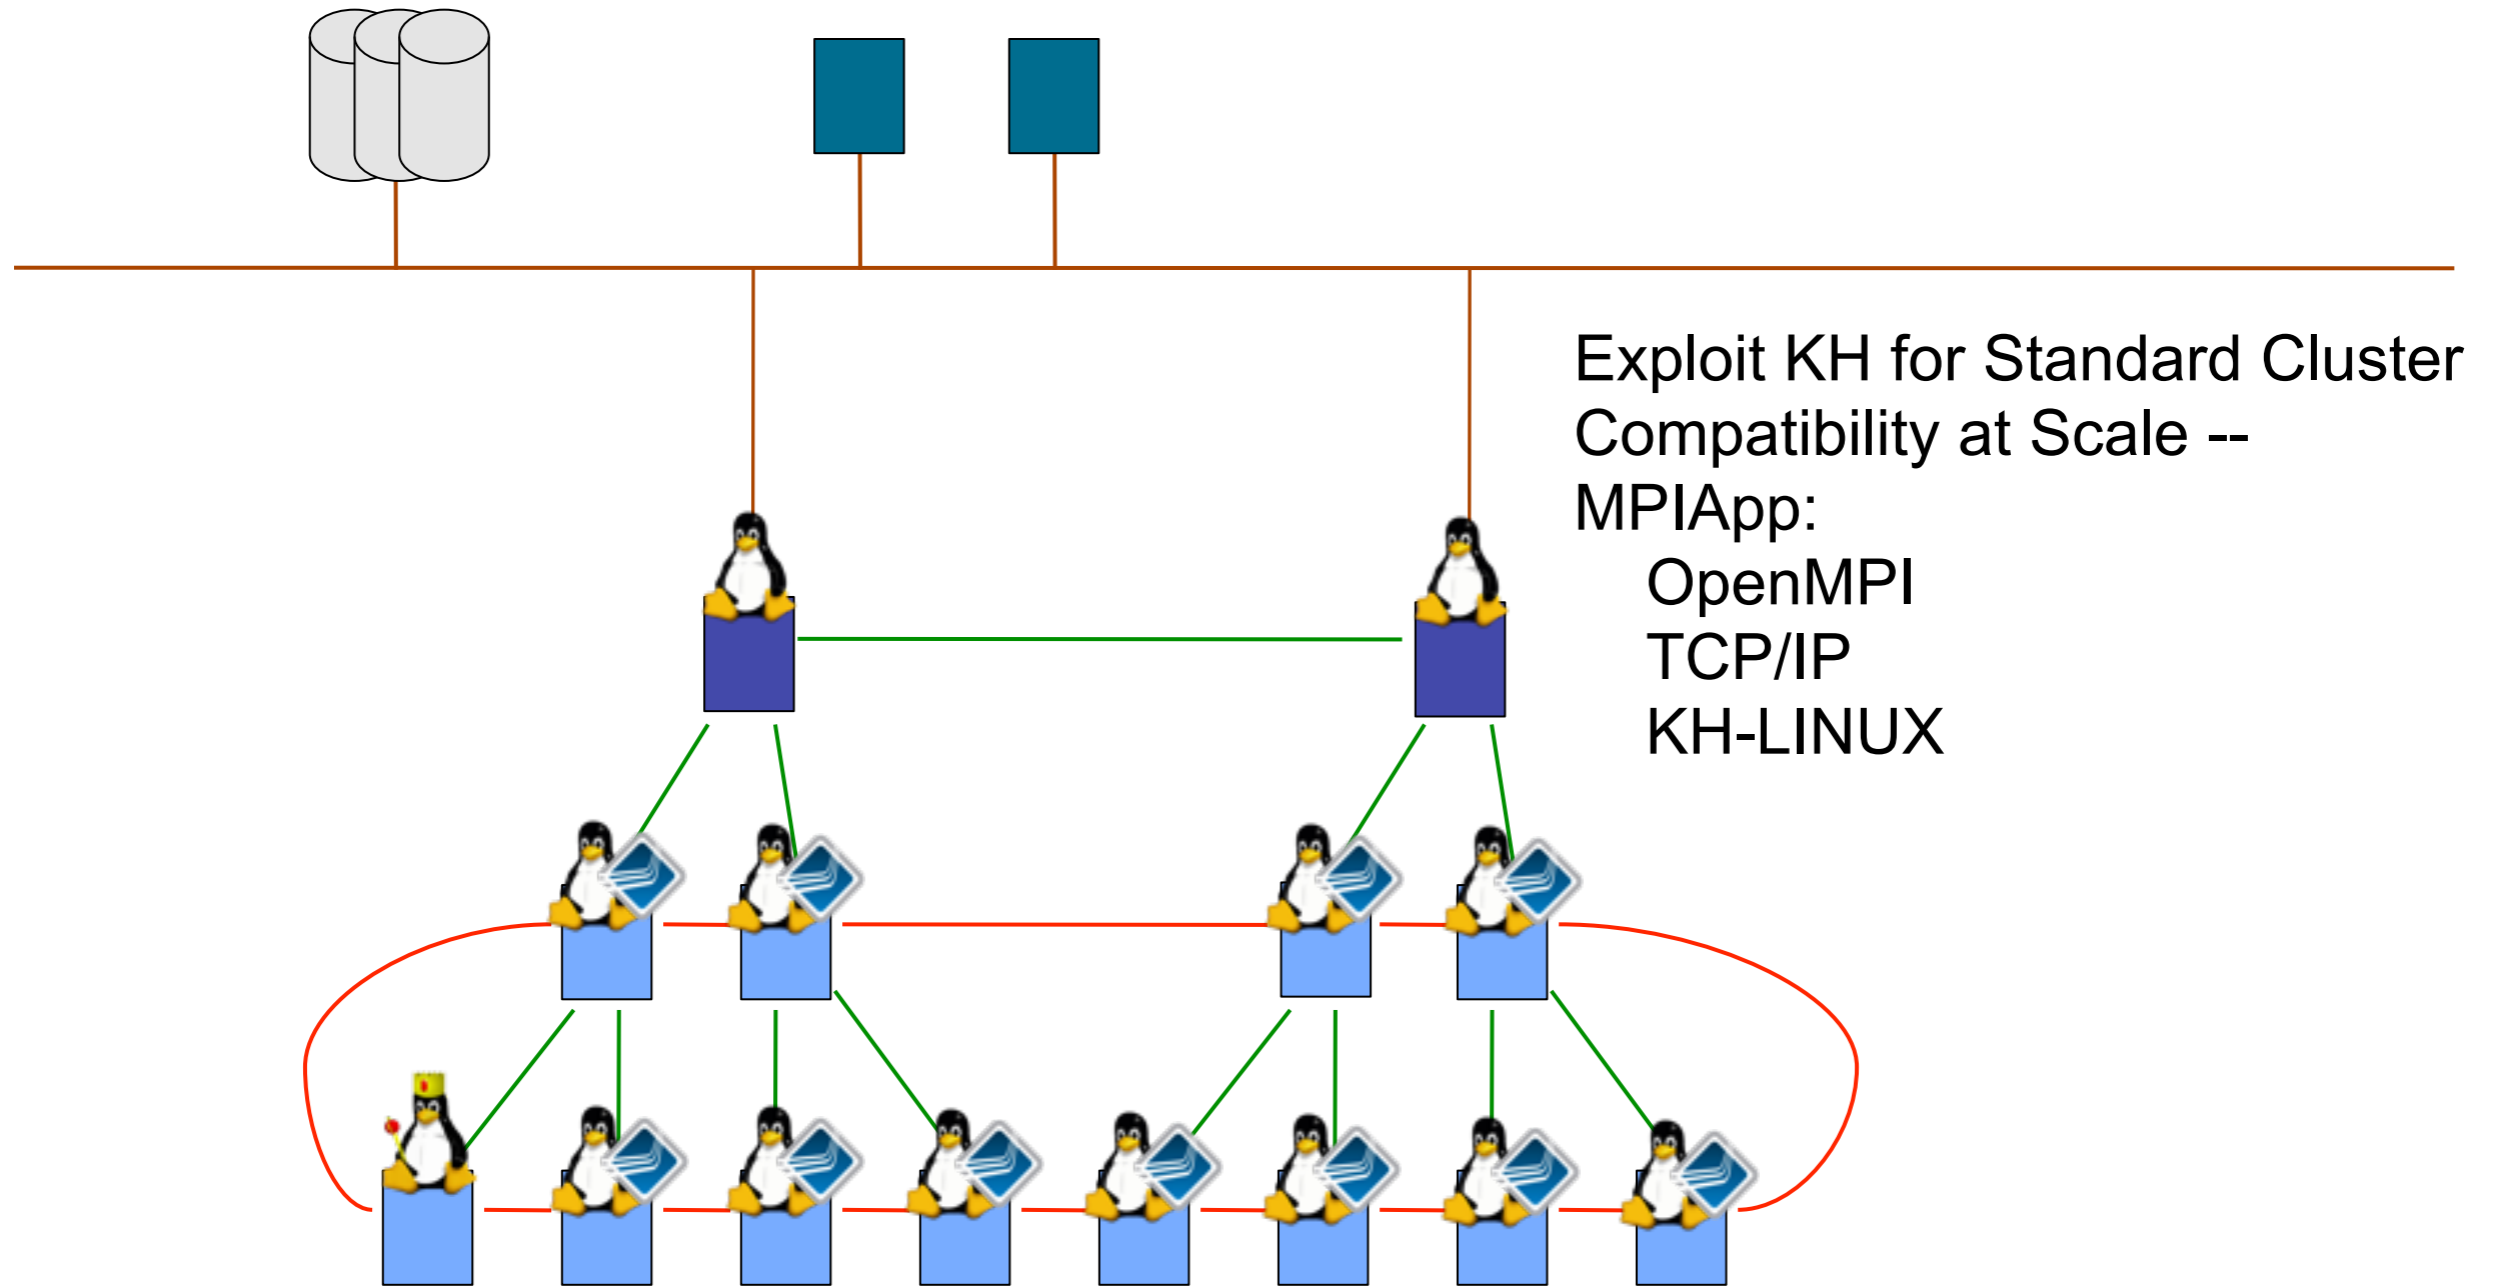 Exploit KH for Standard Cluster
Compatibility at Scale --
MPIApp:
OpenMPI
TCP/IP
KH-LINUX